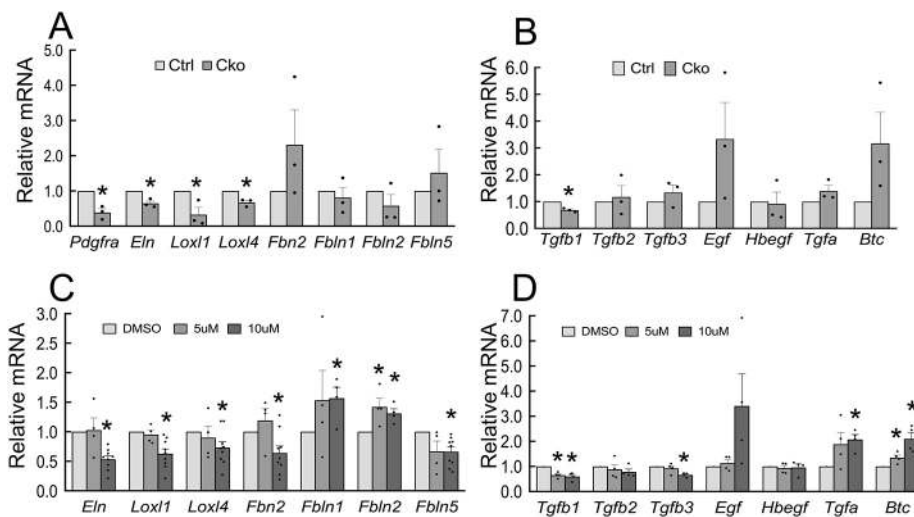 A
Relative mRNA
5.0
4.0
3.0
2.0
1.0
0.0
Ctrl Cko
* * * *
Pdgfra Eln Loxl1 Loxl4 Fbn2 Fbln1 Fbln2 Fbln5
B
Relative mRNA
6.0
5.0
4.0
3.0
2.0
1.0
0.0
Ctrl Cko
*
Tgfb1 Tgfb2 Tgfb3 Egf Hbegf Tgfa Btc
C
Relative mRNA
3.0
2.5
2.0
1.5
1.0
0.5
0.0
DMSO 5uM 10uM
* * * * * * * *
Eln Loxl1 Loxl4 Fbn2 Fbln1 Fbln2 Fbln5
D
Relative mRNA
7.0
6.0
5.0
4.0
3.0
2.0
1.0
0.0
DMSO 5uM 10uM
* * * * * *
Tgfb1 Tgfb2 Tgfb3 Egf Hbegf Tgfa Btc